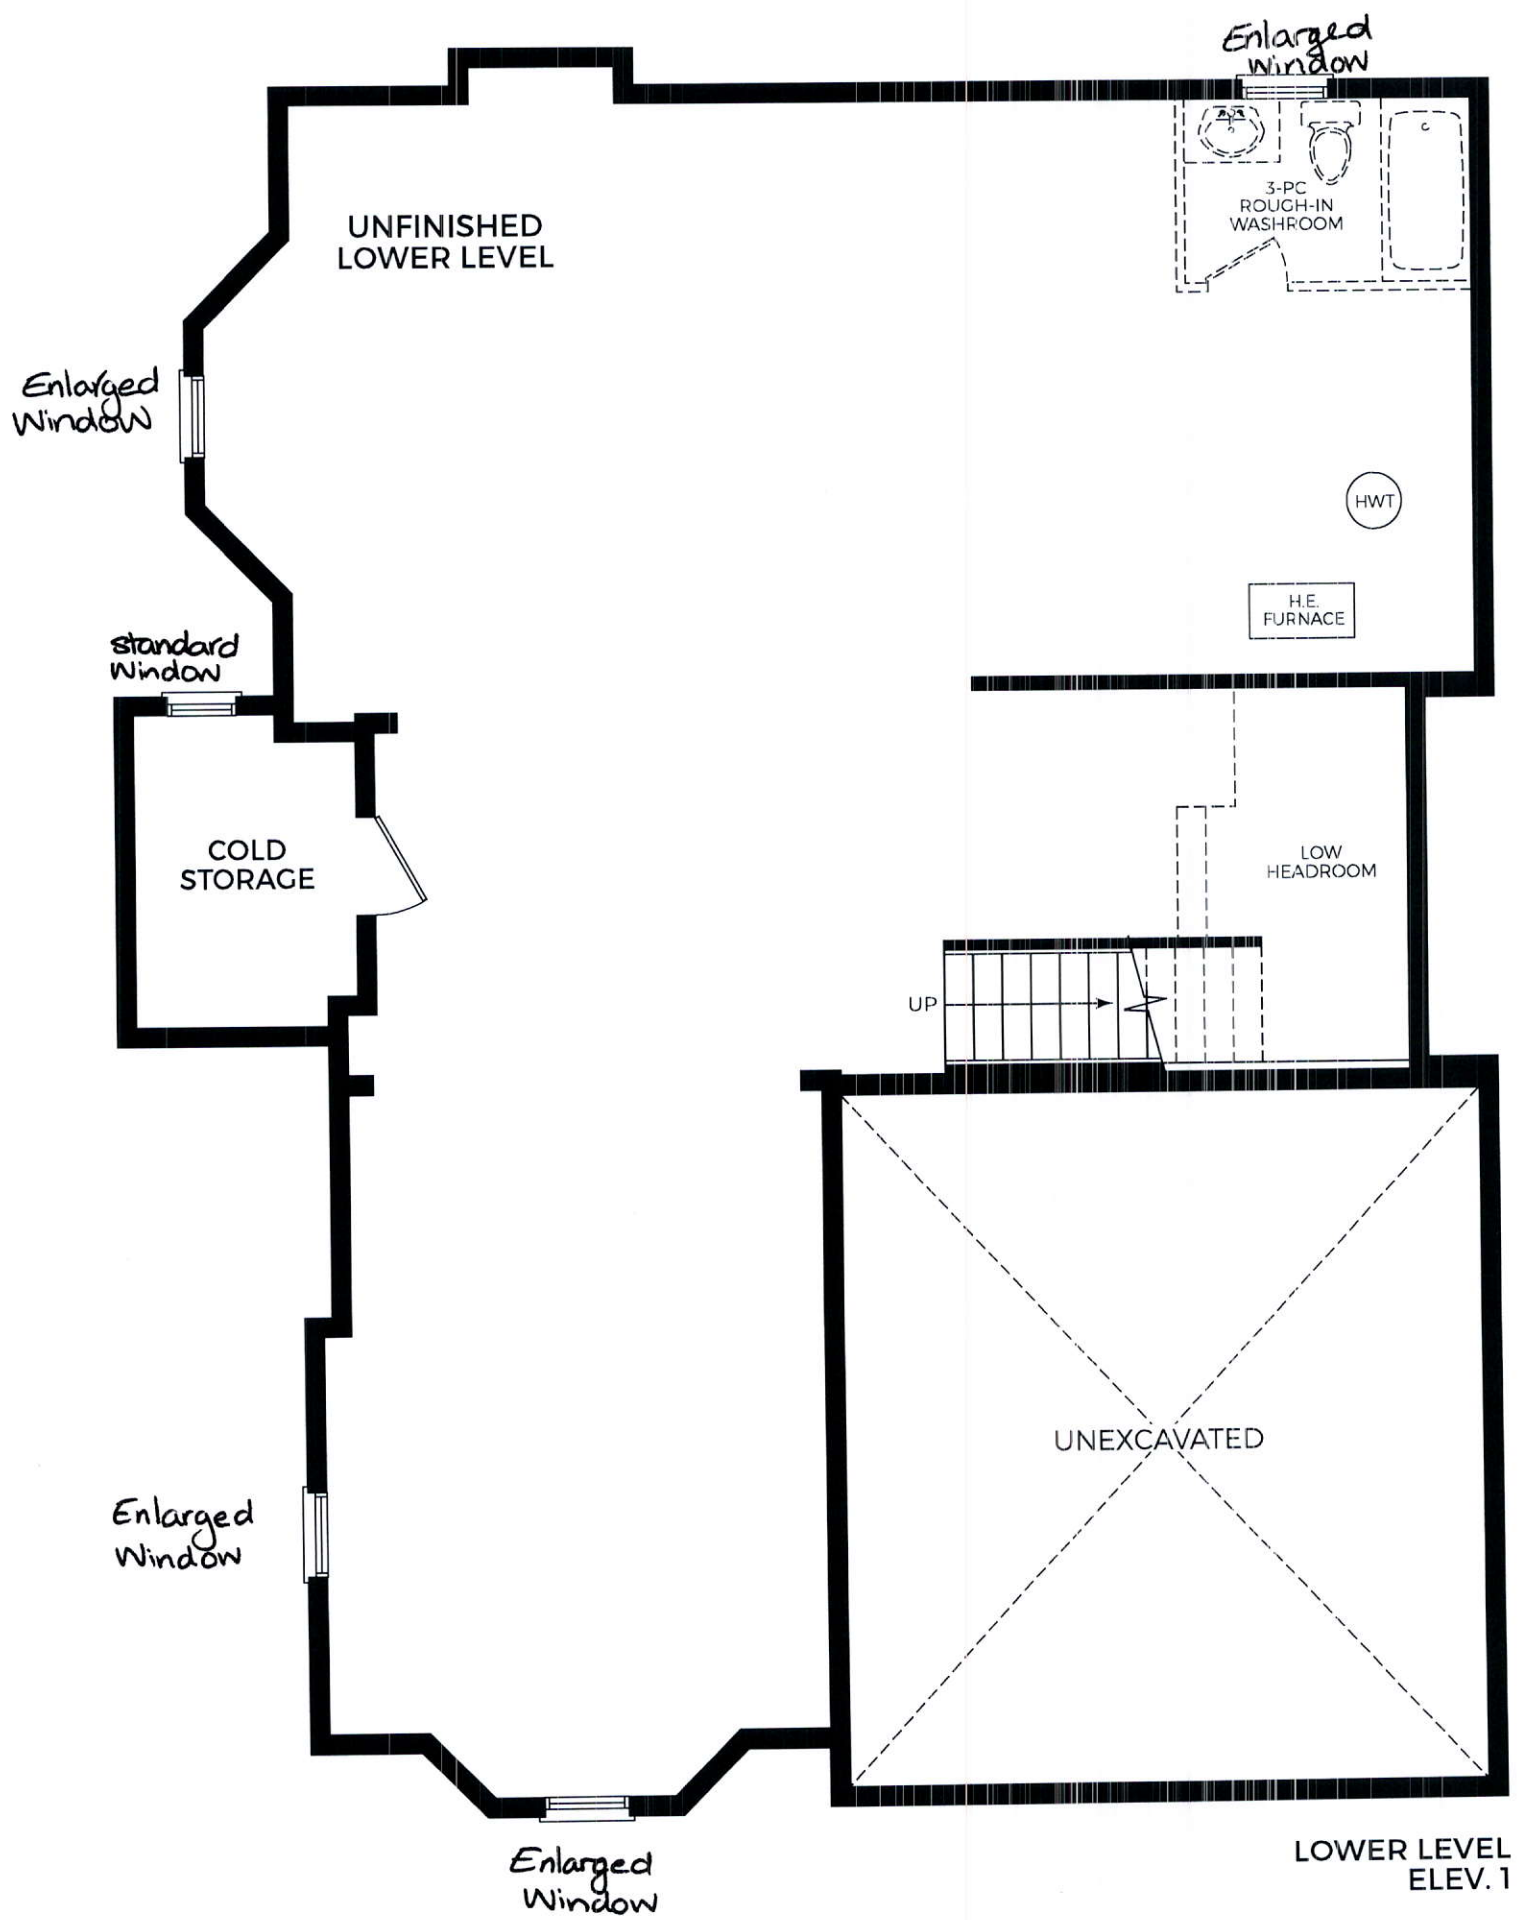 Enlarged
Window
UNFINISHED
LOWER LEVEL
3-PC
ROUGH-IN
WASHROOM
Enlarged
Window
HWT
H.E.
FURNACE
standard
Window
COLD
STORAGE
LOW
HEADROOM
UP
UNEXCAVATED
Enlarged
Window
LOWER LEVEL
ELEV. 1
Enlarged
Window